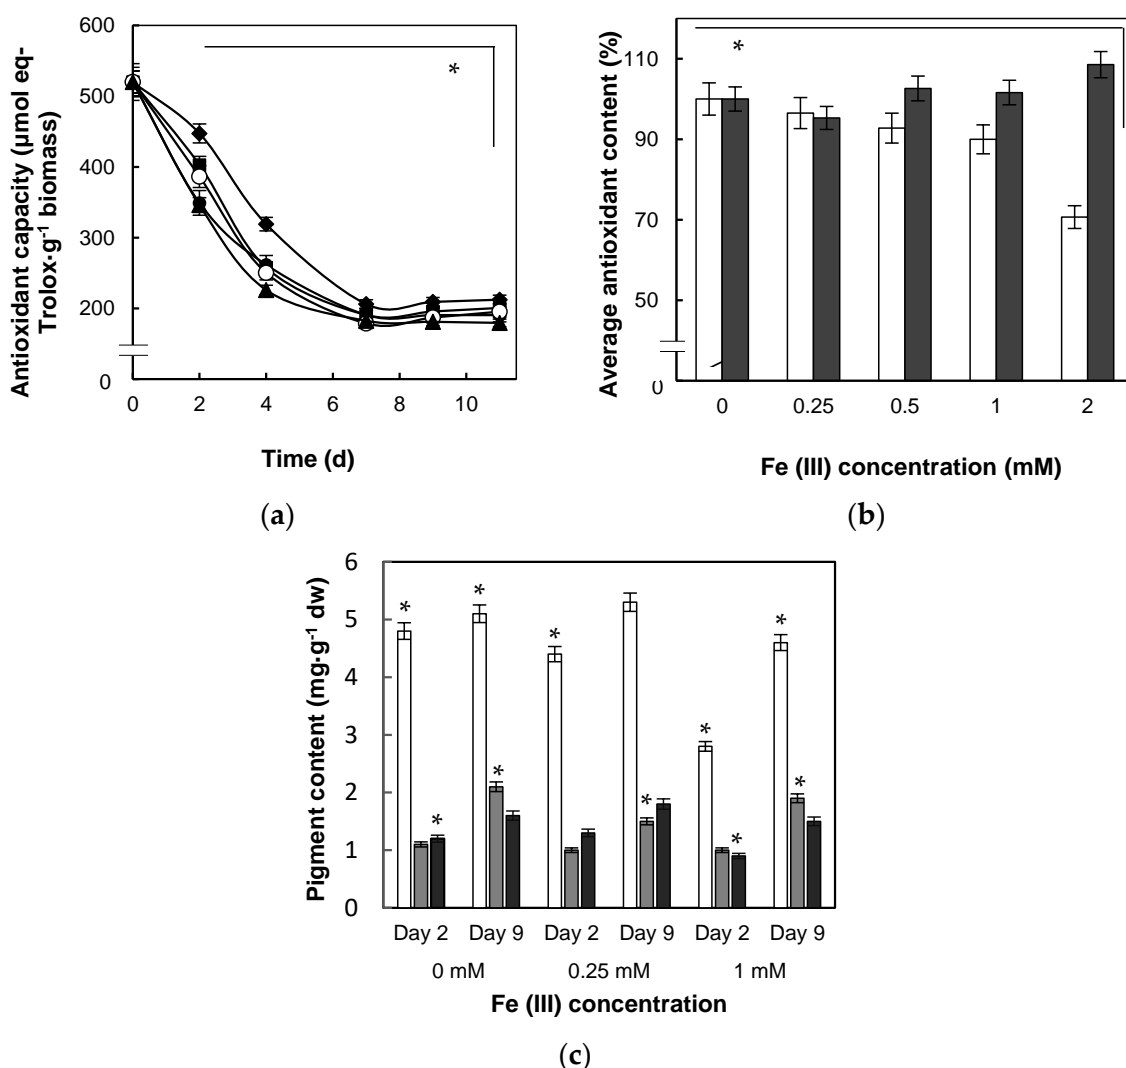 Antioxidant capacity (µmol eq-
Trolox·g-1 biomass)
600
500
400
300
200
0
*
0 2 4 6 8 10
Time (d)
(a)
Average antioxidant content (%)
110
90
70
50
0
*
0 0.25 0.5 1 2
Fe (III) concentration (mM)
(b)
Pigment content (mg·g-1 dw)
6
5
4
3
2
1
0
* * * * * * * * * *
Day 2 Day 9 Day 2 Day 9 Day 2 Day 9
0 mM 0.25 mM 1 mM
Fe (III) concentration
(c)